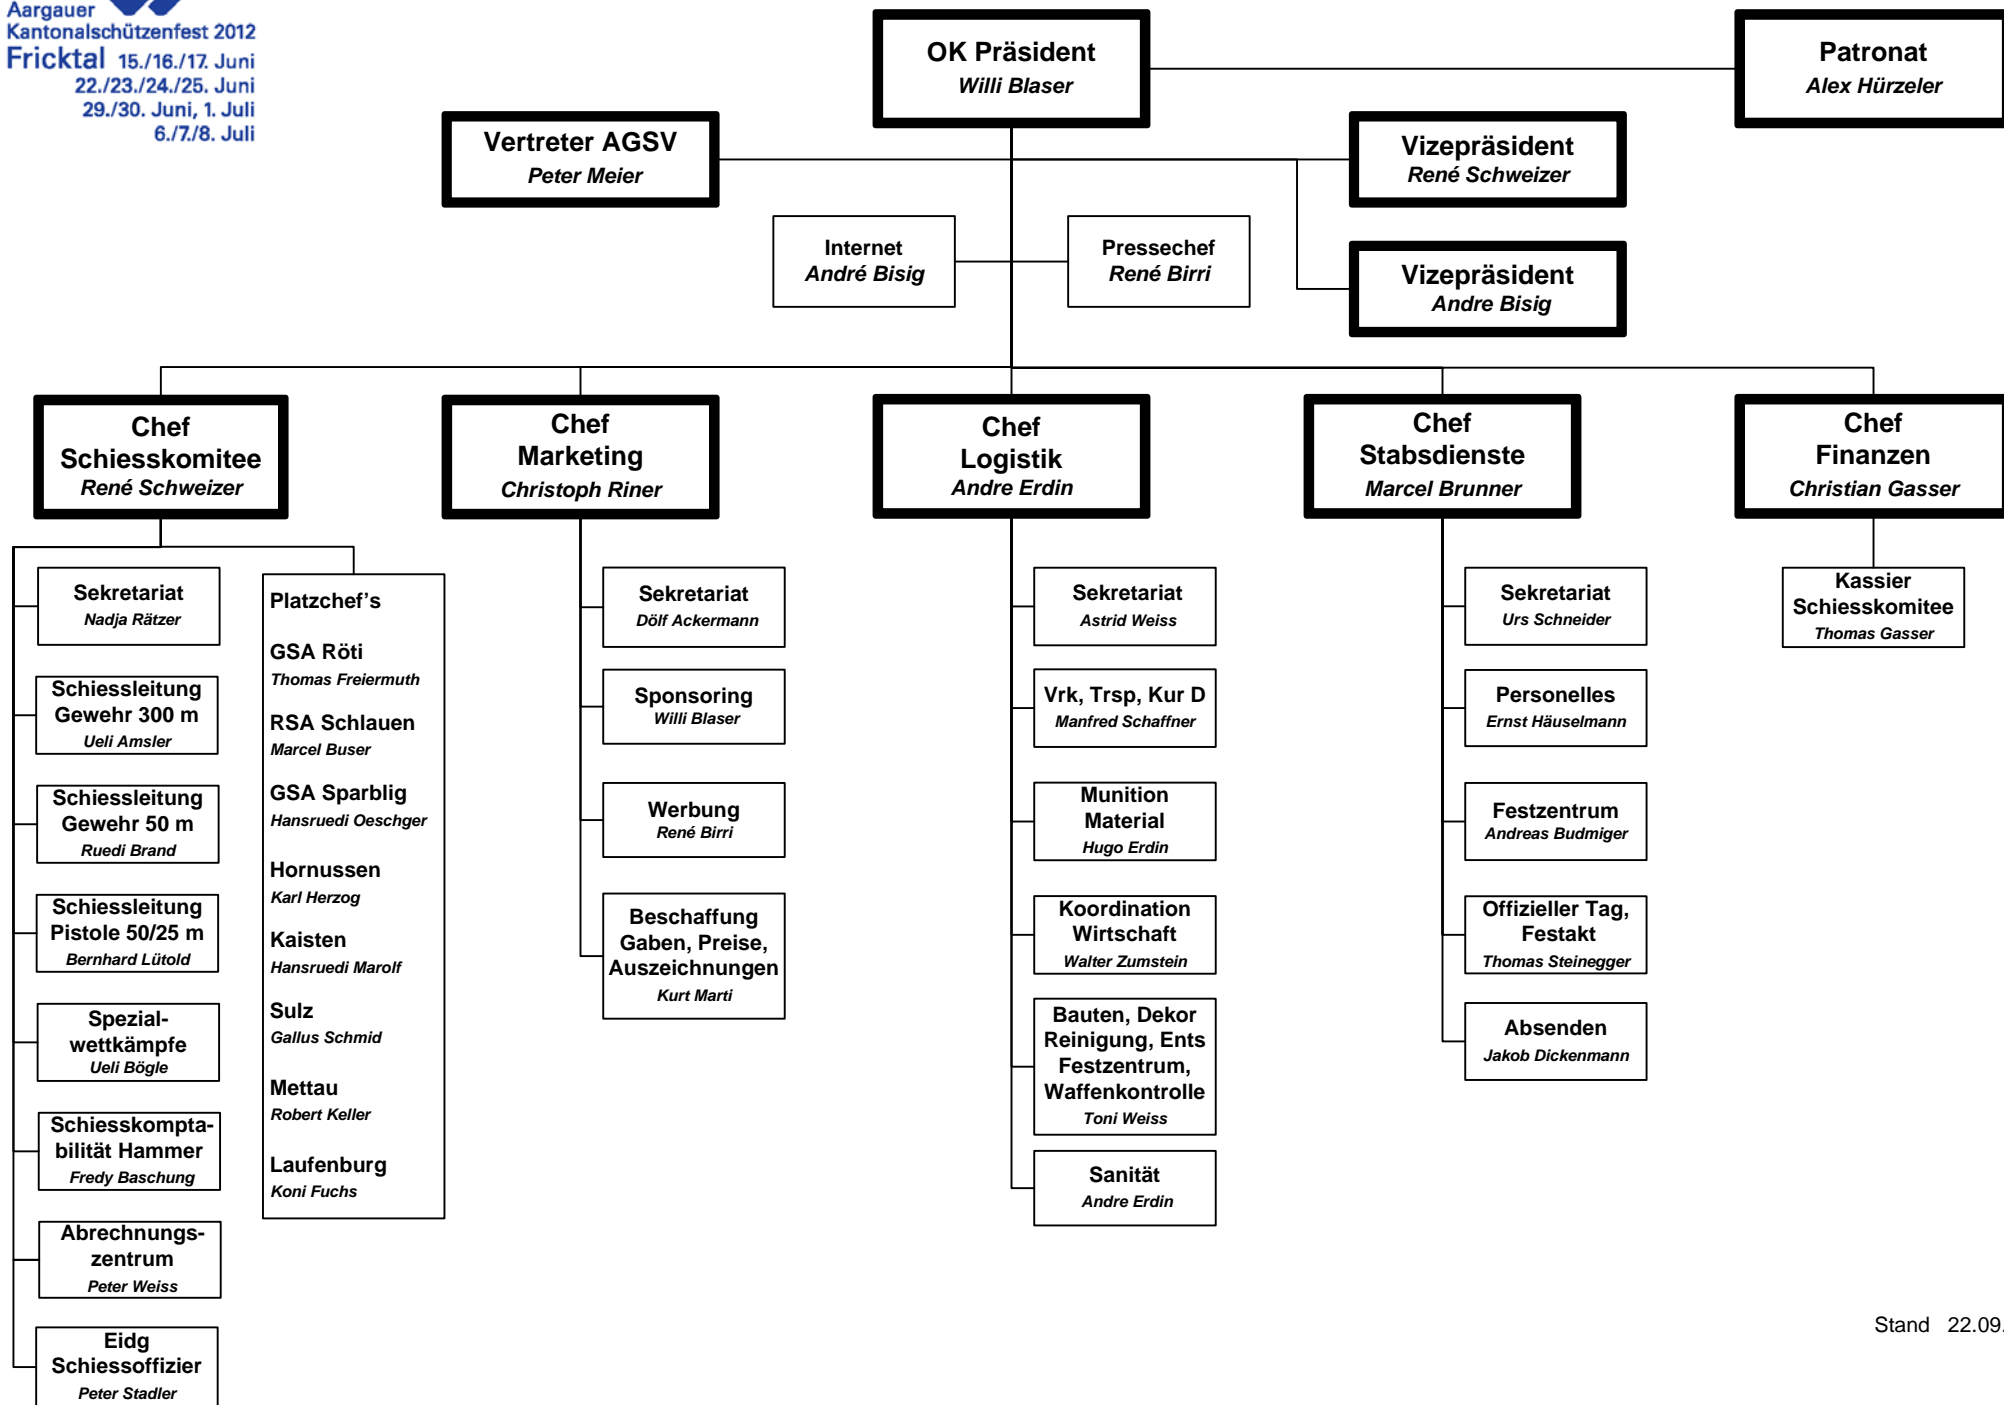 Aargauer
Kantonalschützenfest 2012
Fricktal 15./16./17. Juni
22./23./24./25. Juni
29./30. Juni, 1. Juli
6./7./8. Juli
OK Präsident
Willi Blaser
Patronat
Alex Hürzeler
Vertreter AGSV
Peter Meier
Vizepräsident
René Schweizer
Internet
André Bisig
Pressechef
René Birri
Vizepräsident
Andre Bisig
Chef
Schiesskomitee
René Schweizer
Chef
Marketing
Christoph Riner
Chef
Logistik
Andre Erdin
Chef
Stabsdienste
Marcel Brunner
Chef
Finanzen
Christian Gasser
Sekretariat
Nadja Rätzer
Schiessleitung
Gewehr 300 m
Ueli Amsler
Schiessleitung
Gewehr 50 m
Ruedi Brand
Schiessleitung
Pistole 50/25 m
Bernhard Lütold
Spezial-
wettkämpfe
Ueli Bögle
Schiesskompta-
bilität Hammer
Fredy Baschung
Abrechnungs-
zentrum
Peter Weiss
Eidg
Schiessoffizier
Peter Stadler
Platzchef's
GSA Röti
Thomas Freiermuth
RSA Schlauen
Marcel Buser
GSA Sparblig
Hansruedi Oeschger
Hornussen
Karl Herzog
Kaisten
Hansruedi Marolf
Sulz
Gallus Schmid
Mettau
Robert Keller
Laufenburg
Koni Fuchs
Sekretariat
Dölf Ackermann
Sponsoring
Willi Blaser
Werbung
René Birri
Beschaffung
Gaben, Preise,
Auszeichnungen
Kurt Marti
Sekretariat
Astrid Weiss
Vrk, Trsp, Kur D
Manfred Schaffner
Munition
Material
Hugo Erdin
Koordination
Wirtschaft
Walter Zumstein
Bauten, Dekor
Reinigung, Ents
Festzentrum,
Waffenkontrolle
Toni Weiss
Sanität
Andre Erdin
Sekretariat
Urs Schneider
Personelles
Ernst Häuselmann
Festzentrum
Andreas Budmiger
Offizieller Tag,
Festakt
Thomas Steinegger
Absenden
Jakob Dickenmann
Kassier
Schiesskomitee
Thomas Gasser
Stand 22.09.